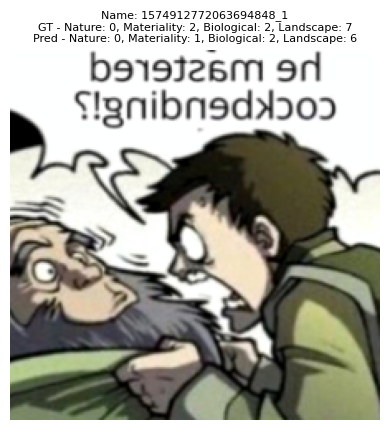 Name: 1574912772063694848_1
GT - Nature: 0, Materiality: 2, Biological: 2, Landscape: 7
Pred - Nature: 0, Materiality: 1, Biological: 2, Landscape: 6
he mastered
cockbending!?